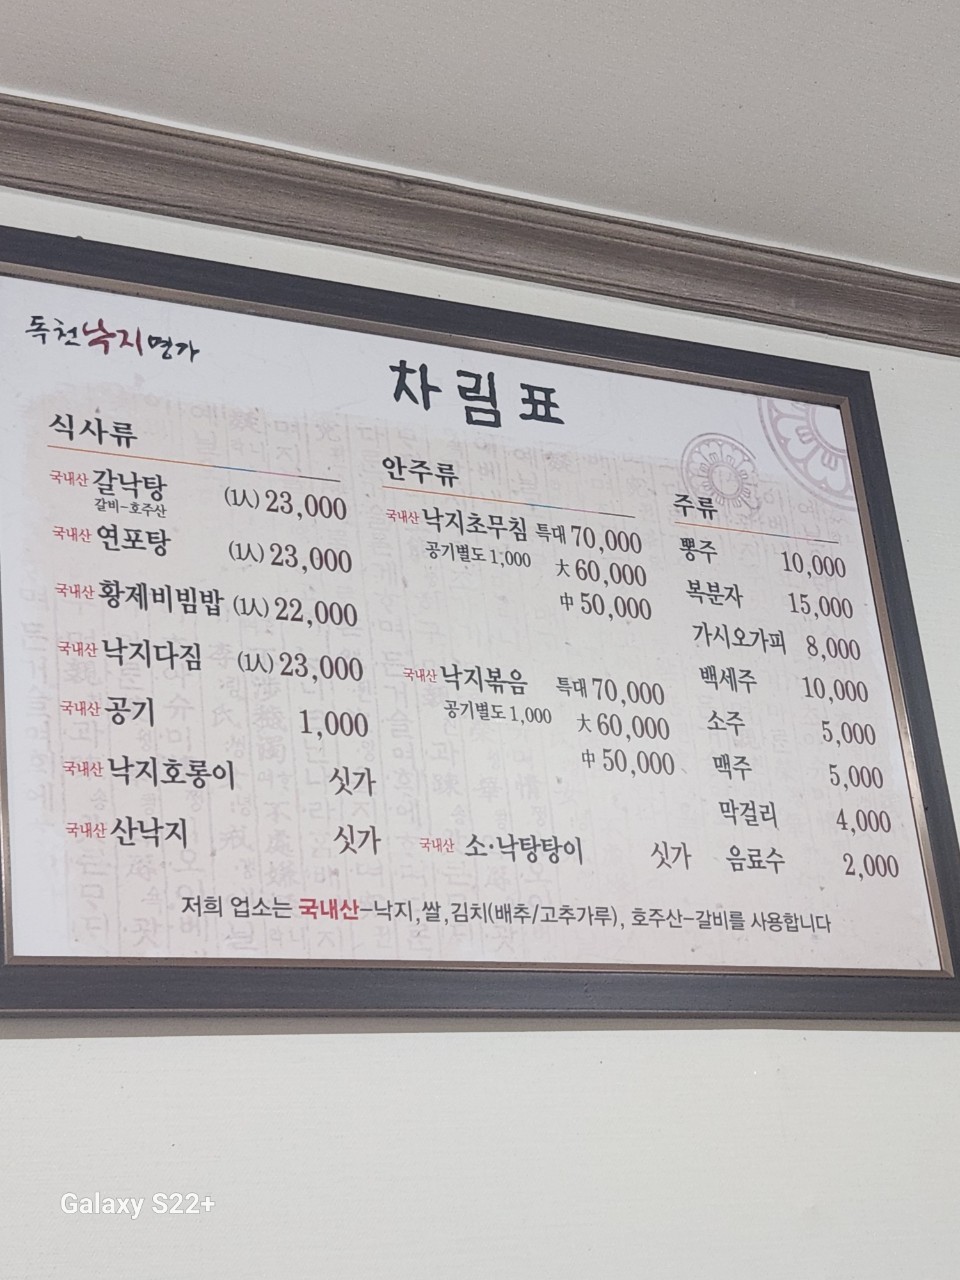 독천낙지명가
차림표
식사류
국내산 갈낙탕 (1人) 23,000
갈비-호주산
국내산 연포탕 (1人) 23,000
국내산 황제비빔밥 (1人) 22,000
국내산 낙지다짐 (1人) 23,000
국내산 공기 1,000
국내산 낙지호롱이 싯가
국내산 산낙지 싯가
안주류
국내산 낙지초무침 특대 70,000
공기별도 1,000 大 60,000
中 50,000
국내산 낙지볶음 특대 70,000
공기별도 1,000 大 60,000
中 50,000
국내산 소·낙탕탕이 싯가
주류
뽕주 10,000
복분자 15,000
가시오가피 8,000
백세주 10,000
소주 5,000
맥주 5,000
막걸리 4,000
음료수 2,000
저희 업소는 국내산-낙지,쌀,김치(배추/고추가루), 호주산-갈비를 사용합니다
Galaxy S22+